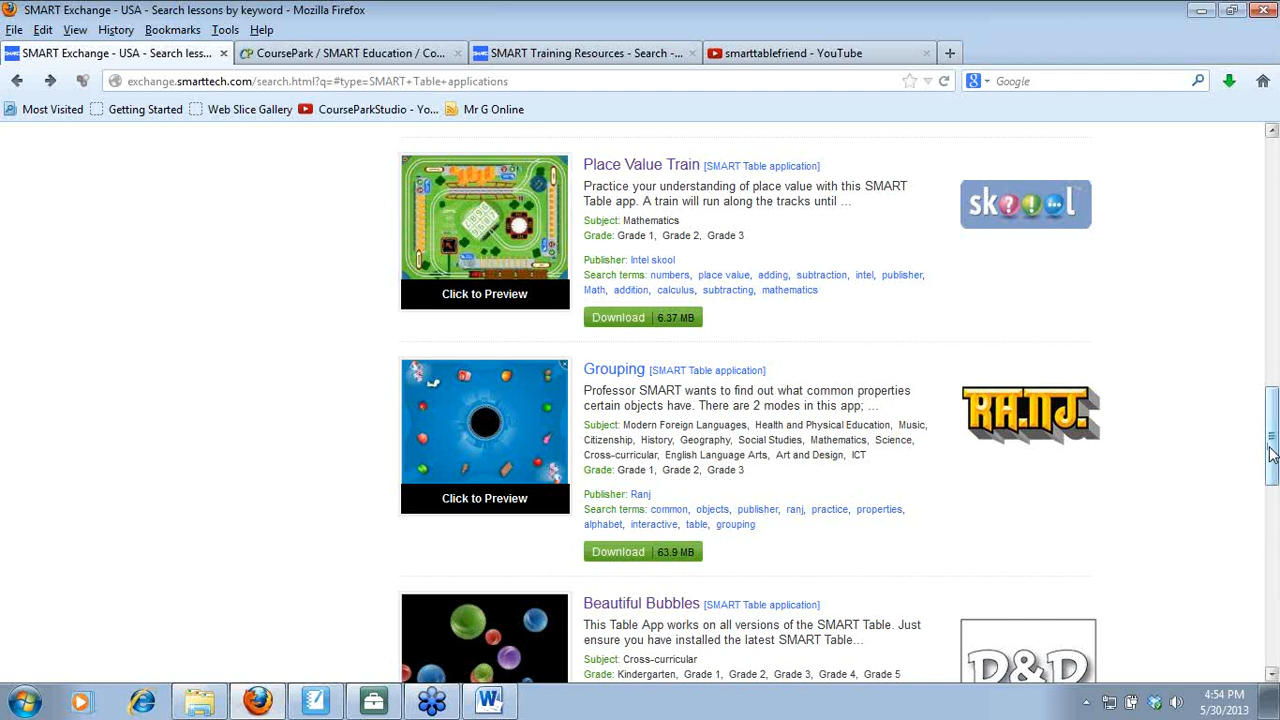 SMART Exchange - USA - Search lessons by keyword - Mozilla Firefox
File Edit View History Bookmarks Tools Help
SMART Exchange - USA - Search less... × CoursePark / SMART Education / Co... × SMART Training Resources - Search -... × smarttablefriend - YouTube ×
exchange.smarttech.com/search.html?q=#type=SMART+Table+applications
Google
Most Visited Getting Started Web Slice Gallery CourseParkStudio - Yo... Mr G Online
Place Value Train [SMART Table application]
Practice your understanding of place value with this SMART
Table app. A train will run along the tracks until ...
Subject: Mathematics
Grade: Grade 1, Grade 2, Grade 3
Publisher: Intel skool
Search terms: numbers, place value, adding, subtraction, intel, publisher,
Math, addition, calculus, subtracting, mathematics
Click to Preview
Download 6.37 MB
sk??!...l
Grouping [SMART Table application]
Professor SMART wants to find out what common properties
certain objects have. There are 2 modes in this app; ...
Subject: Modern Foreign Languages, Health and Physical Education, Music,
Citizenship, History, Geography, Social Studies, Mathematics, Science,
Cross-curricular, English Language Arts, Art and Design, ICT
Grade: Grade 1, Grade 2, Grade 3
Publisher: Ranj
Search terms: common, objects, publisher, ranj, practice, properties,
alphabet, interactive, table, grouping
Click to Preview
Download 63.9 MB
RANJ.
Beautiful Bubbles [SMART Table application]
This Table App works on all versions of the SMART Table. Just
ensure you have installed the latest SMART Table...
Subject: Cross-curricular
Grade: Kindergarten, Grade 1, Grade 2, Grade 3, Grade 4, Grade 5
D&D
4:54 PM
5/30/2013